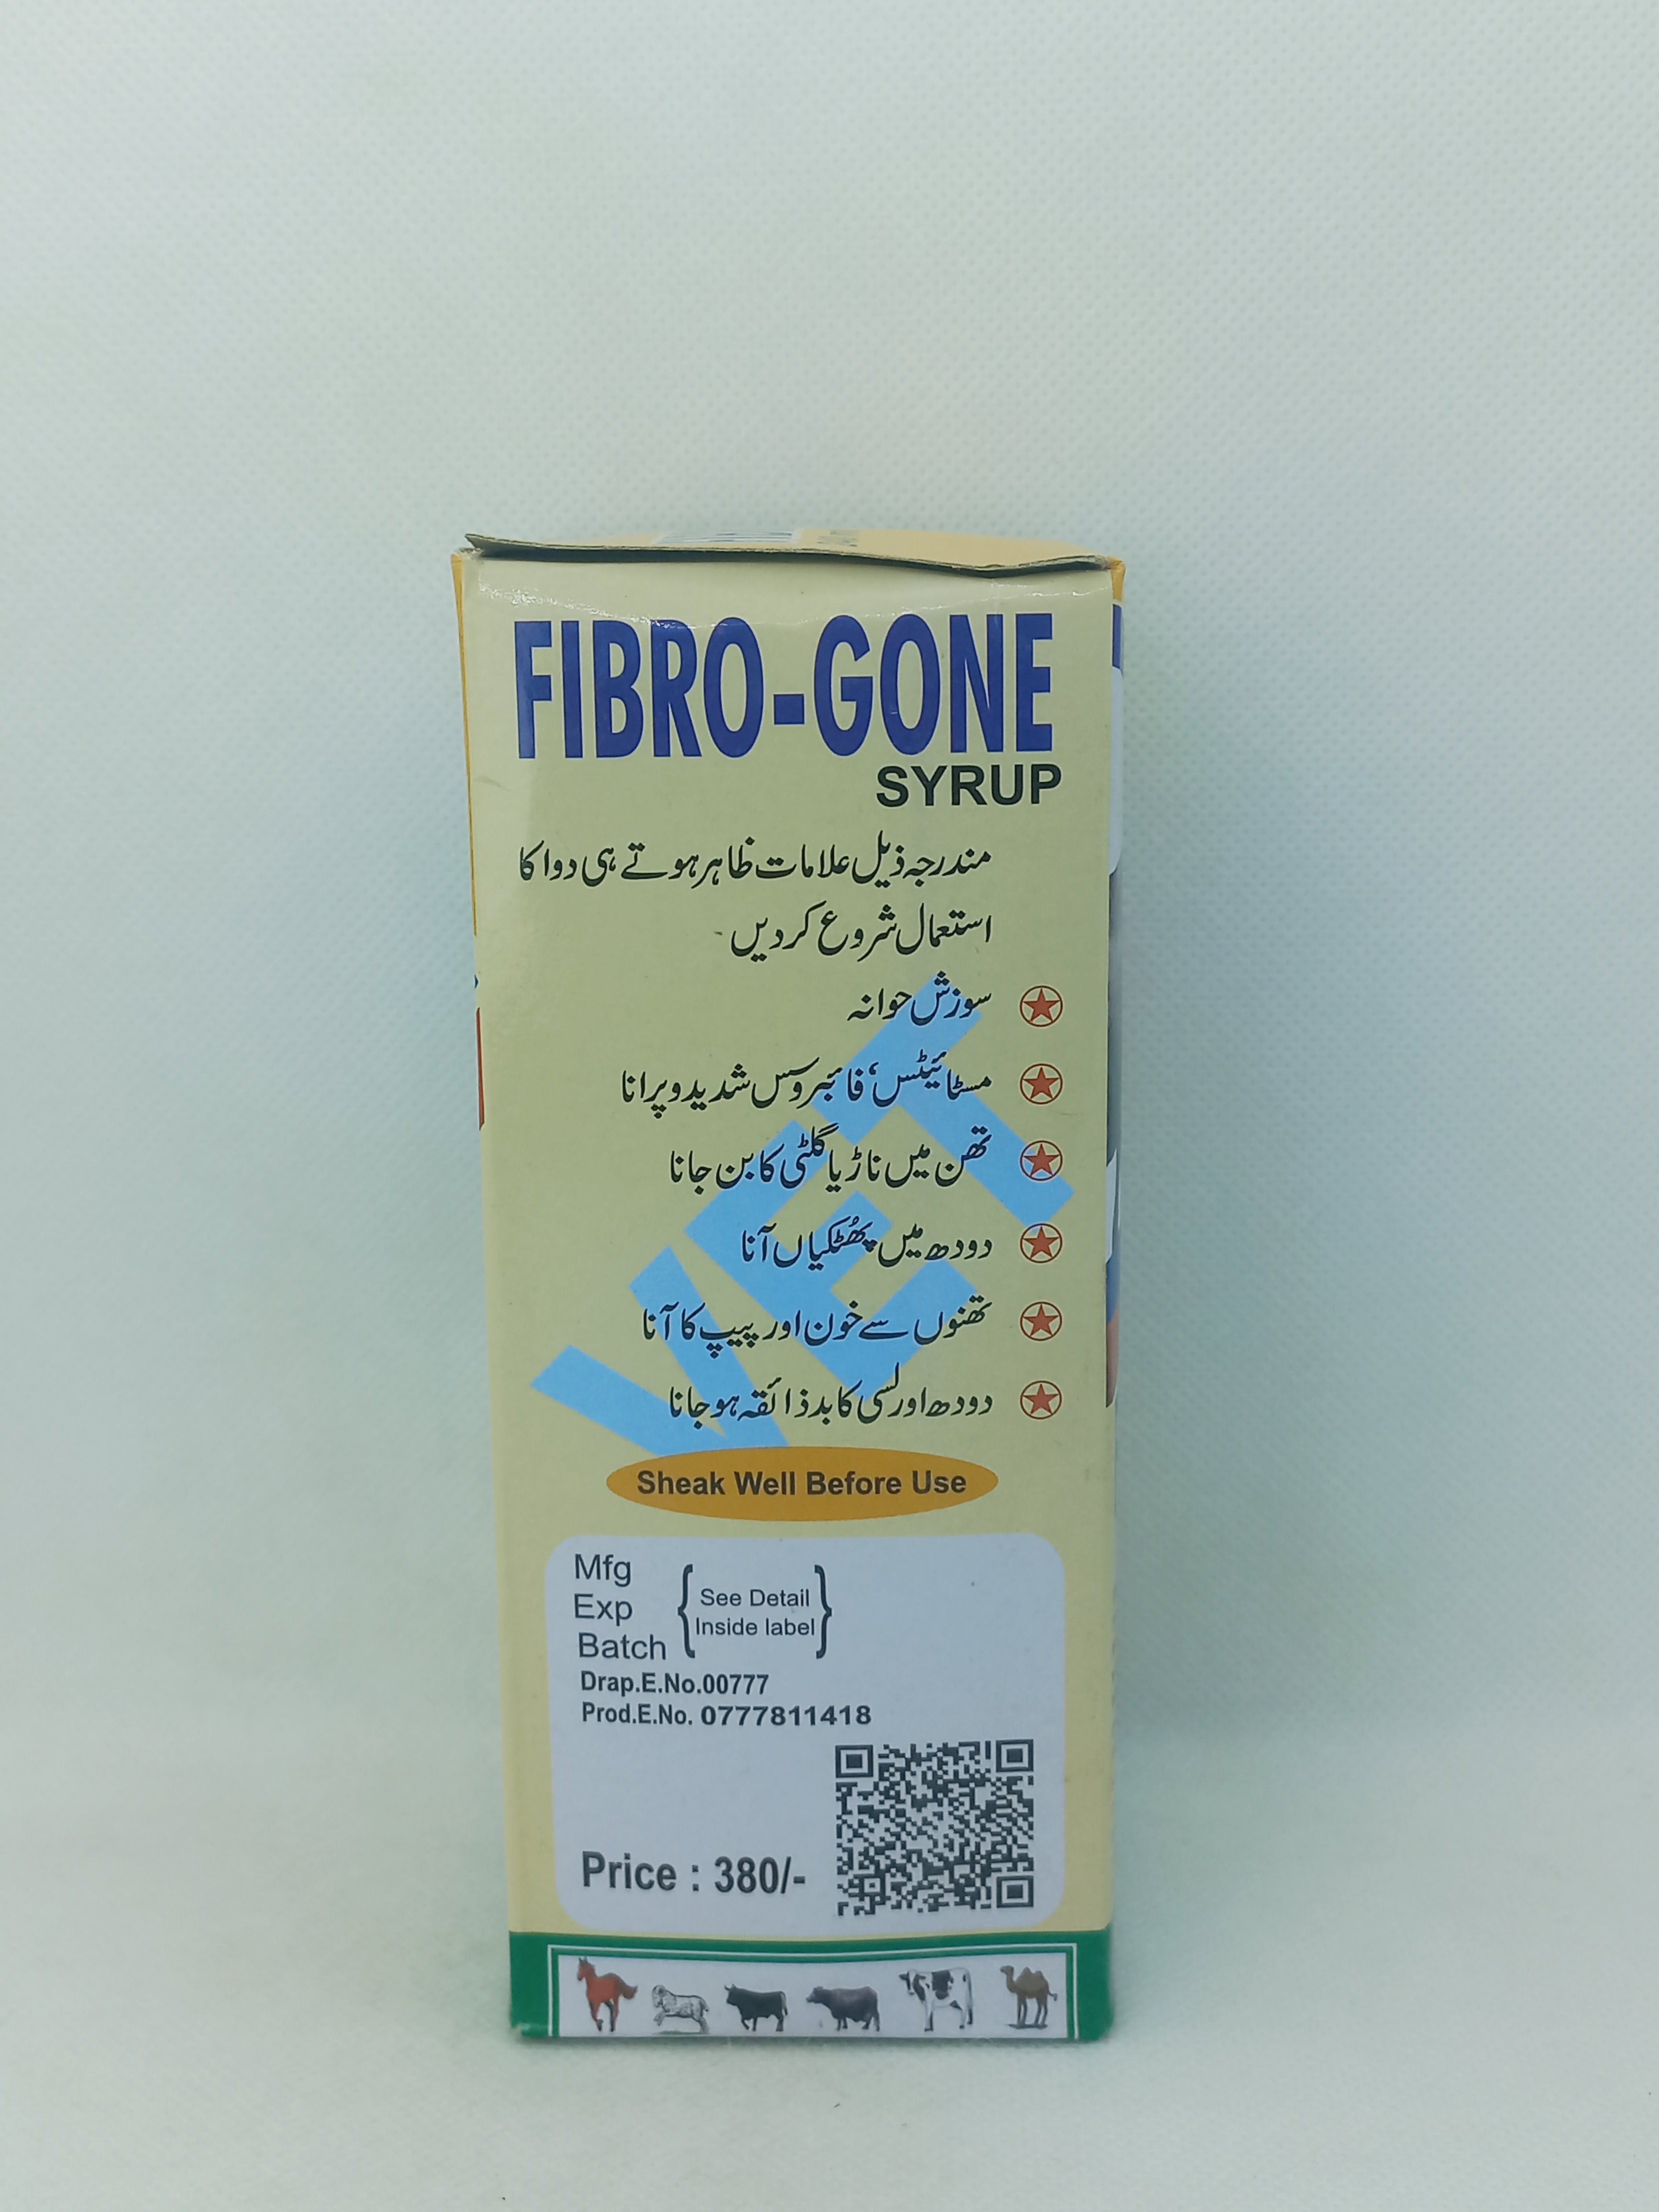 FIBRO-GONE
SYRUP
مندرجہ ذیل علامات ظاہر ہوتے ہی دوا کا
استعمال شروع کر دیں
سوزش حوانہ
مسٹائیٹس، فائبروسس شدید و پرانا
تھن میں ناڑ یا گلٹی کا بن جانا
دودھ میں پھُٹکیاں آنا
تھنوں سے خون اور پیپ کا آنا
دودھ اور لسی کا بدذائقہ ہو جانا
VET
Sheak Well Before Use
Mfg
Exp
Batch
See Detail
Inside label
Drap.E.No.00777
Prod.E.No. 0777811418
Price : 380/-